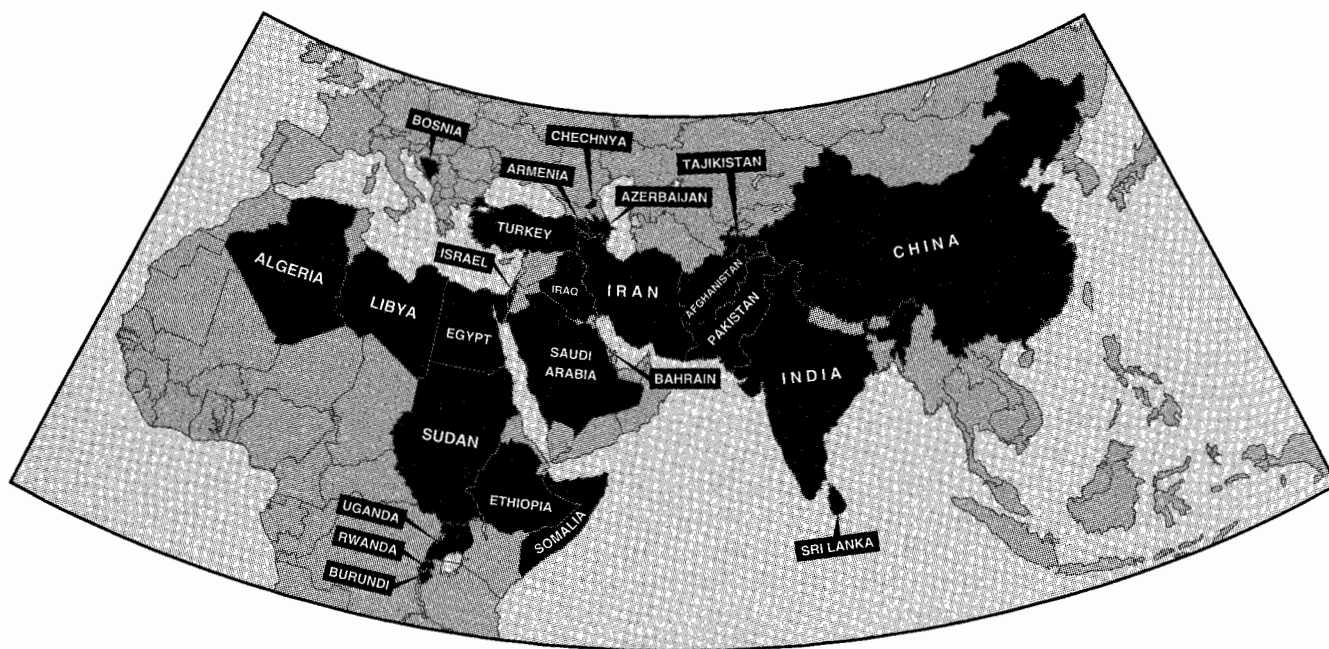 BOSNIA
CHECHNYA
ARMENIA
TAJIKISTAN
AZERBAIJAN
TURKEY
ISRAEL
ALGERIA
LIBYA
EGYPT
IRAQ
IRAN
AFGHANISTAN
PAKISTAN
CHINA
SAUDI
ARABIA
BAHRAIN
INDIA
SUDAN
ETHIOPIA
SOMALIA
UGANDA
RWANDA
BURUNDI
SRI LANKA